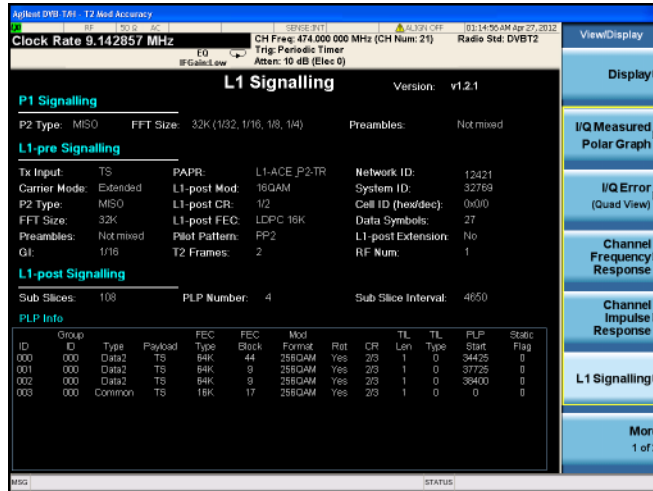 Agilent DVB-T/H - T2 Mod Accuracy
RF 50 Ω AC SENSE:INT ALIGN OFF 01:14:56 AM Apr 27, 2012
Clock Rate 9.142857 MHz
CH Freq: 474.000 000 MHz (CH Num: 21) Radio Std: DVBT2
EQ Trig: Periodic Timer
IFGain:Low Atten: 10 dB (Elec 0)
L1 Signalling Version: v1.2.1
P1 Signalling
P2 Type: MISO FFT Size: 32K (1/32, 1/16, 1/8, 1/4) Preambles: Not mixed
L1-pre Signalling
Tx Input: TS PAPR: L1-ACE ,P2-TR Network ID: 12421
Carrier Mode: Extended L1-post Mod: 16QAM System ID: 32769
P2 Type: MISO L1-post CR: 1/2 Cell ID (hex/dec): 0x0/0
FFT Size: 32K L1-post FEC: LDPC 16K Data Symbols: 27
Preambles: Not mixed Pilot Pattern: PP2 L1-post Extension: No
GI: 1/16 T2 Frames: 2 RF Num: 1
L1-post Signalling
Sub Slices: 108 PLP Number: 4 Sub Slice Interval: 4650
PLP Info
Group FEC FEC Mod TIL TIL PLP Static
ID ID Type Payload Type Block Format Rot CR Len Type Start Flag
000 000 Data2 TS 64K 44 256QAM Yes 2/3 1 0 34425 0
001 000 Data2 TS 64K 9 256QAM Yes 2/3 1 0 37725 0
002 000 Data2 TS 64K 9 256QAM Yes 2/3 1 0 38400 0
003 000 Common TS 16K 17 256QAM Yes 2/3 1 0 0 0
MSG STATUS
View/Display
Display
I/Q Measured
Polar Graph
I/Q Error
(Quad View)
Channel
Frequency
Response
Channel
Impulse
Response
L1 Signalling
Mor
1 of